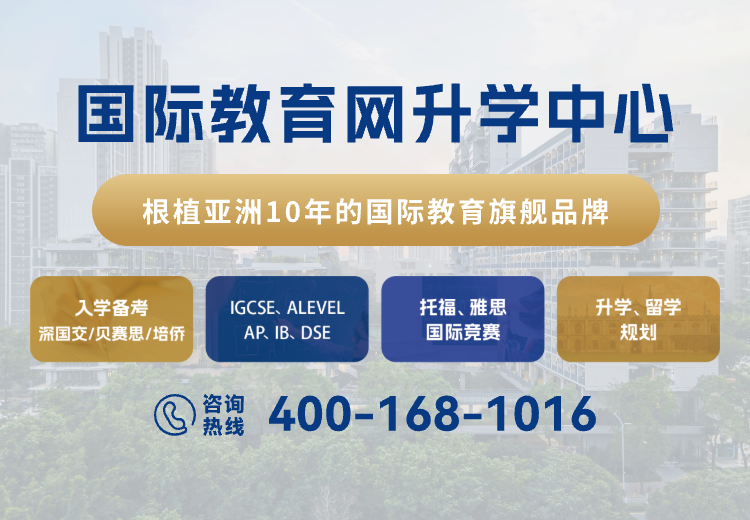 国际教育网升学中心
根植亚洲10年的国际教育旗舰品牌
入学备考
深国交/贝赛思/培侨
IGCSE、ALEVEL
AP、IB、DSE
托福、雅思
国际竞赛
升学、留学
规划
咨询
热线
400-168-1016